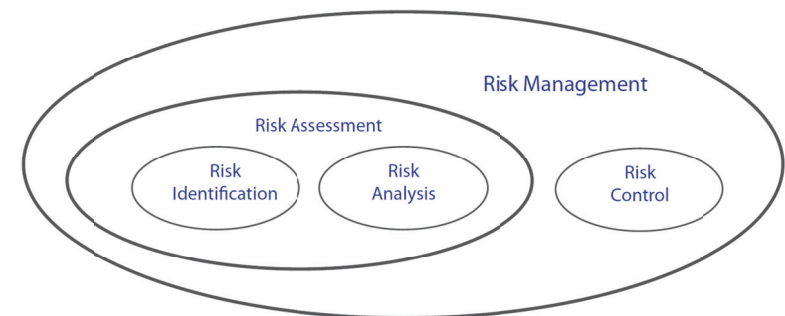 Risk Management
Risk Assessment
Risk
Identification
Risk
Analysis
Risk
Control